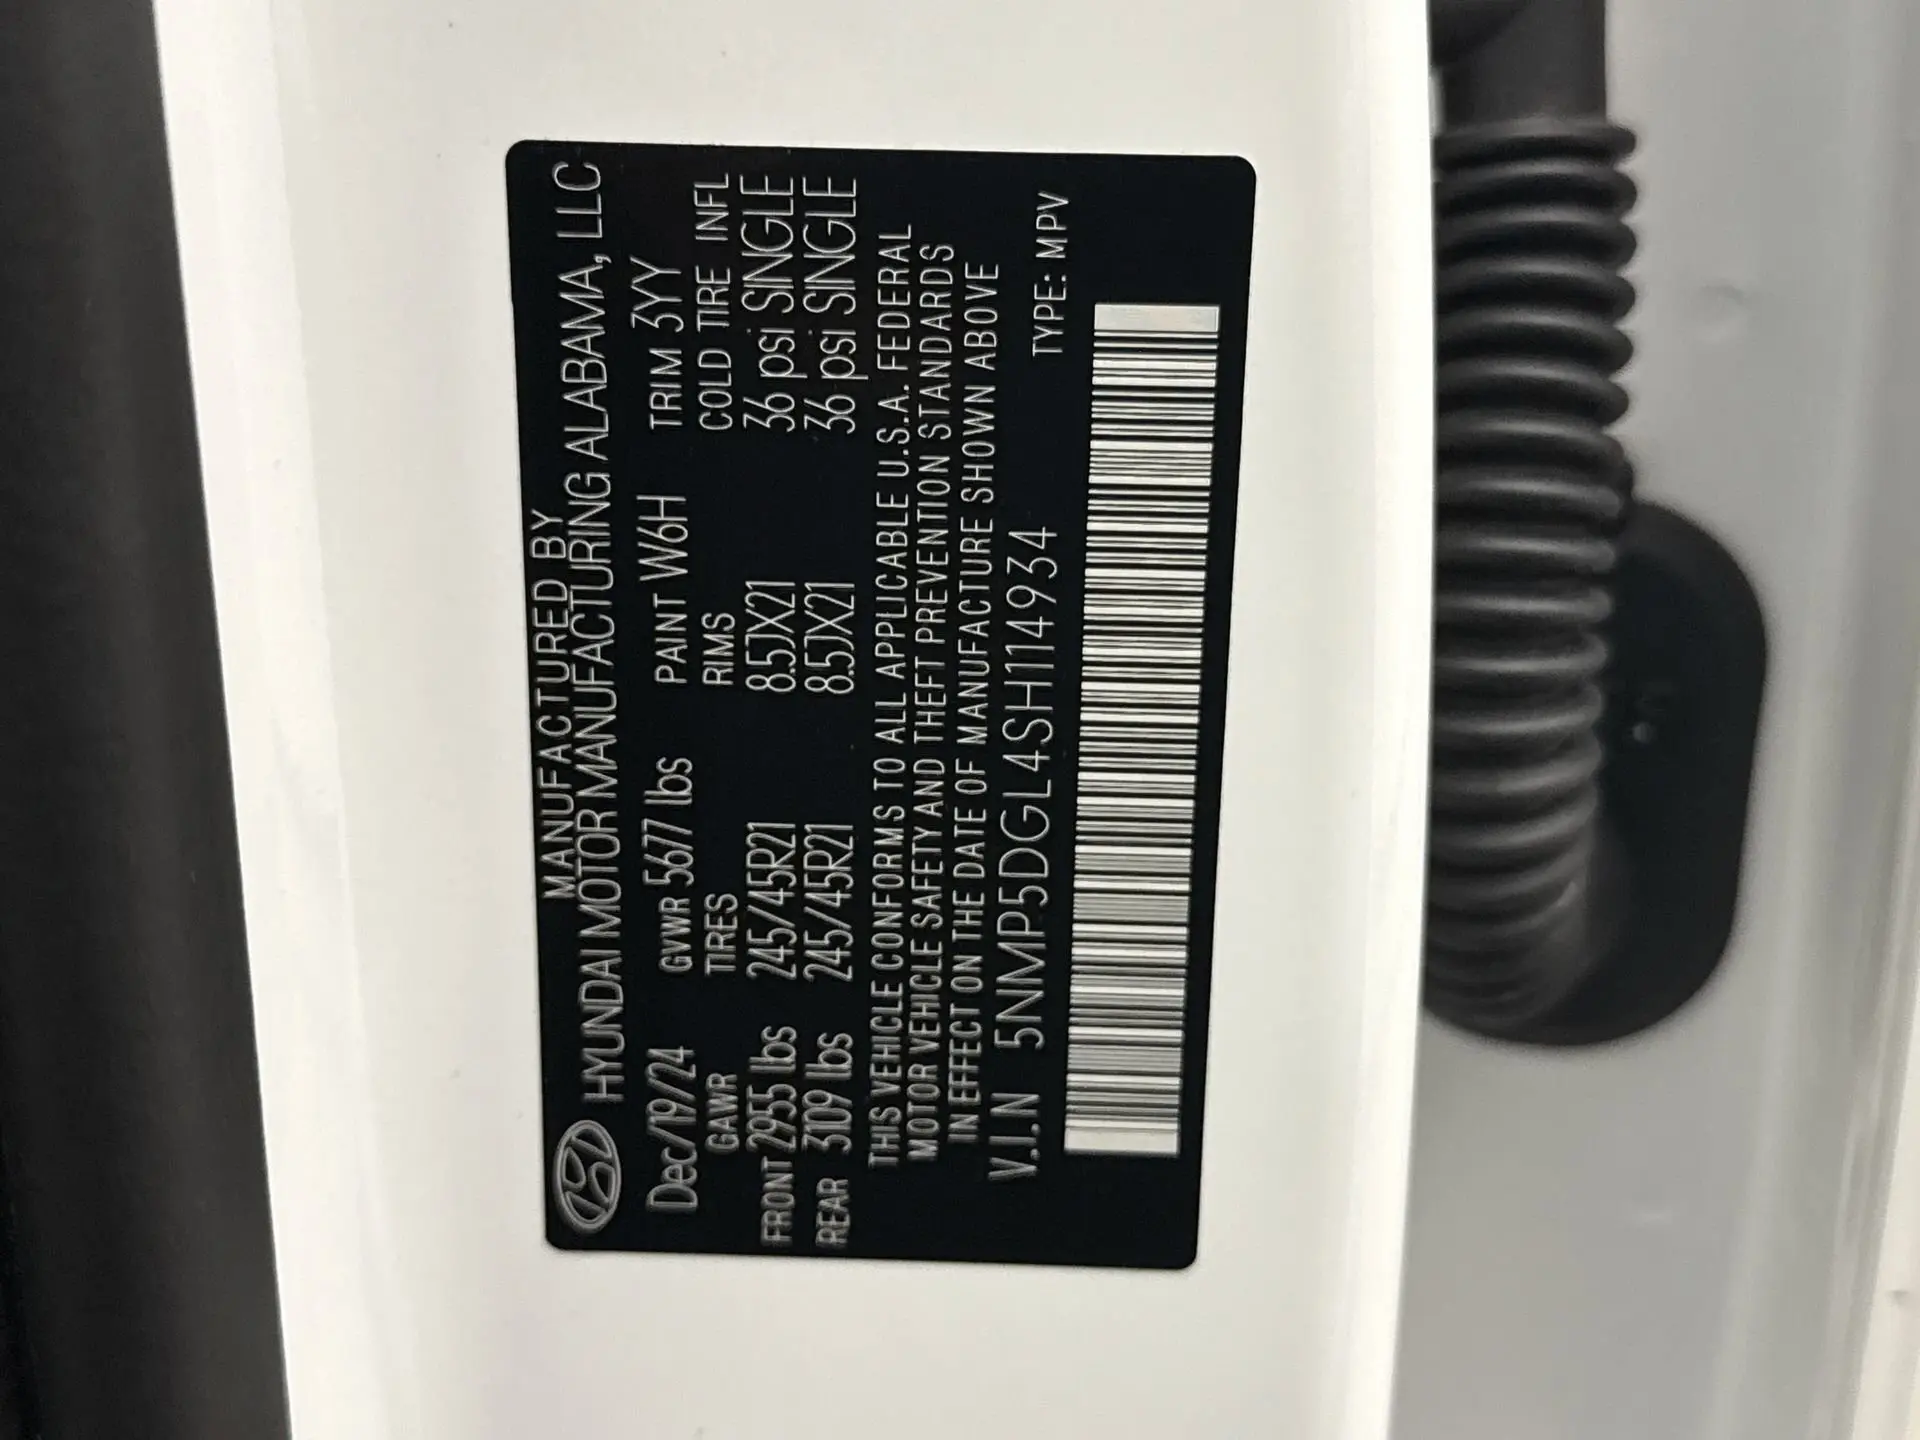 MANUFACTURED BY
HYUNDAI MOTOR MANUFACTURING ALABAMA, LLC
Dec/19/24 GVWR 5677 lbs PAINT W6H TRIM 3YY
GAWR TIRES RIMS COLD TIRE INFL
FRONT 2955 lbs 245/45R21 8.5JX21 36 psi SINGLE
REAR 3109 lbs 245/45R21 8.5JX21 36 psi SINGLE
THIS VEHICLE CONFORMS TO ALL APPLICABLE U.S.A. FEDERAL
MOTOR VEHICLE SAFETY AND THEFT PREVENTION STANDARDS
IN EFFECT ON THE DATE OF MANUFACTURE SHOWN ABOVE
V.I.N 5NMP5DGL4SH114934 TYPE: MPV